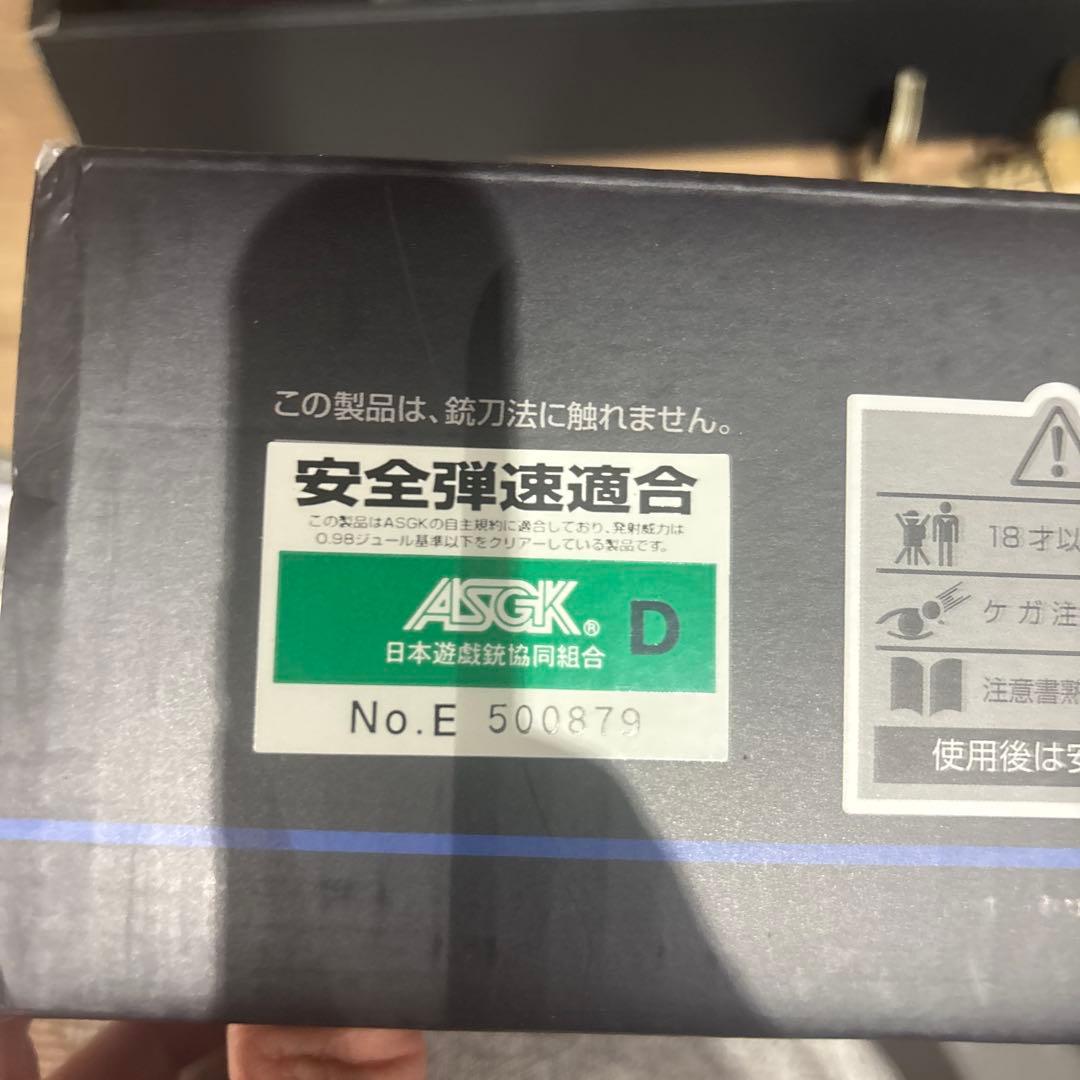 この製品は、銃刀法に触れません。
安全弾速適合
この製品はASGKの自主規約に適合しており、発射威力は
0.98ジュール基準以下をクリアーしている製品です。
ASGK® D
日本遊戯銃協同組合
No.E 500879
18才以
ケガ注
注意書熟
使用後は安